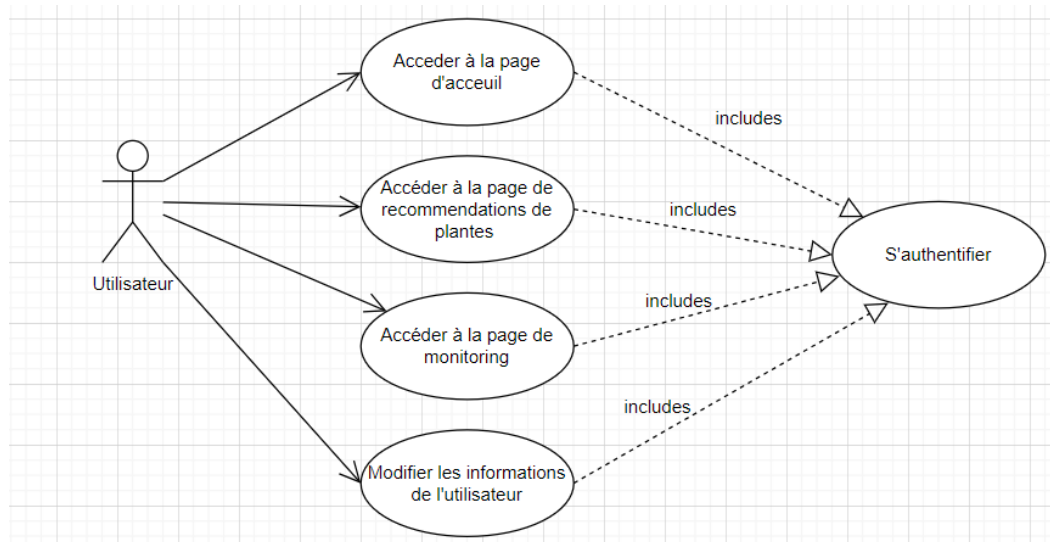 Acceder à la page
d'acceuil
includes
Accéder à la page de
recommendations de
plantes
includes
S'authentifier
Utilisateur
includes
Accéder à la page de
monitoring
includes
Modifier les informations
de l'utilisateur